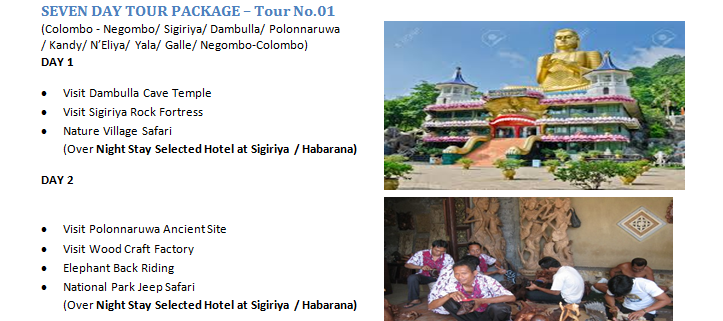 SEVEN DAY TOUR PACKAGE – Tour No.01
(Colombo - Negombo/ Sigiriya/ Dambulla/ Polonnaruwa
/ Kandy/ N'Eliya/ Yala/ Galle/ Negombo-Colombo)
DAY 1
• Visit Dambulla Cave Temple
• Visit Sigiriya Rock Fortress
• Nature Village Safari
(Over Night Stay Selected Hotel at Sigiriya / Habarana)
DAY 2
• Visit Polonnaruwa Ancient Site
• Visit Wood Craft Factory
• Elephant Back Riding
• National Park Jeep Safari
(Over Night Stay Selected Hotel at Sigiriya / Habarana)
123RF